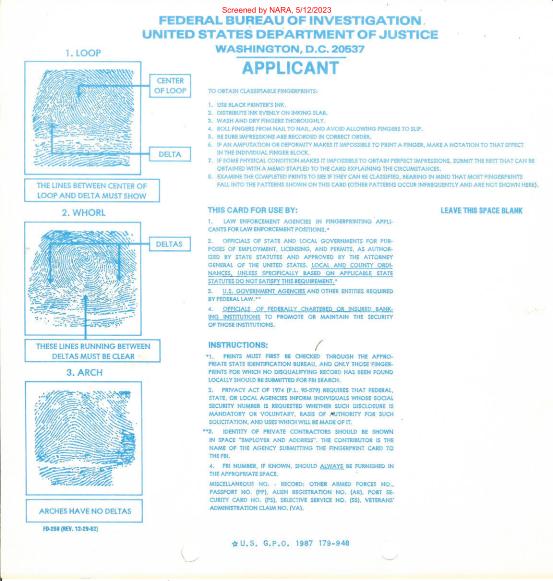 Screened by NARA, 5/12/2023
FEDERAL BUREAU OF INVESTIGATION
UNITED STATES DEPARTMENT OF JUSTICE
WASHINGTON, D.C. 20537
APPLICANT
1. LOOP
CENTER
OF LOOP
DELTA
THE LINES BETWEEN CENTER OF
LOOP AND DELTA MUST SHOW
2. WHORL
DELTAS
THESE LINES RUNNING BETWEEN
DELTAS MUST BE CLEAR
3. ARCH
ARCHES HAVE NO DELTAS
FD-258 (REV. 12-29-82)
TO OBTAIN CLASSIFIABLE FINGERPRINTS:
1. USE BLACK PRINTER'S INK.
2. DISTRIBUTE INK EVENLY ON INKING SLAB.
3. WASH AND DRY FINGERS THOROUGHLY.
4. ROLL FINGERS FROM NAIL TO NAIL, AND AVOID ALLOWING FINGERS TO SLIP.
5. BE SURE IMPRESSIONS ARE RECORDED IN CORRECT ORDER.
6. IF AN AMPUTATION OR DEFORMITY MAKES IT IMPOSSIBLE TO PRINT A FINGER, MAKE A NOTATION TO THAT EFFECT
IN THE INDIVIDUAL FINGER BLOCK.
7. IF SOME PHYSICAL CONDITION MAKES IT IMPOSSIBLE TO OBTAIN PERFECT IMPRESSIONS, SUBMIT THE BEST THAT CAN BE
OBTAINED WITH A MEMO STAPLED TO THE CARD EXPLAINING THE CIRCUMSTANCES.
8. EXAMINE THE COMPLETED PRINTS TO SEE IF THEY CAN BE CLASSIFIED, BEARING IN MIND THAT MOST FINGERPRINTS
FALL INTO THE PATTERNS SHOWN ON THIS CARD (OTHER PATTERNS OCCUR INFREQUENTLY AND ARE NOT SHOWN HERE).
THIS CARD FOR USE BY:
1. LAW ENFORCEMENT AGENCIES IN FINGERPRINTING APPLI-
CANTS FOR LAW ENFORCEMENT POSITIONS.*
2. OFFICIALS OF STATE AND LOCAL GOVERNMENTS FOR PUR-
POSES OF EMPLOYMENT, LICENSING, AND PERMITS, AS AUTHOR-
IZED BY STATE STATUTES AND APPROVED BY THE ATTORNEY
GENERAL OF THE UNITED STATES. LOCAL AND COUNTY ORDI-
NANCES, UNLESS SPECIFICALLY BASED ON APPLICABLE STATE
STATUTES DO NOT SATISFY THIS REQUIREMENT.*
3. U.S. GOVERNMENT AGENCIES AND OTHER ENTITIES REQUIRED
BY FEDERAL LAW.**
4. OFFICIALS OF FEDERALLY CHARTERED OR INSURED BANK-
ING INSTITUTIONS TO PROMOTE OR MAINTAIN THE SECURITY
OF THOSE INSTITUTIONS.
LEAVE THIS SPACE BLANK
INSTRUCTIONS:
*1. PRINTS MUST FIRST BE CHECKED THROUGH THE APPRO-
PRIATE STATE IDENTIFICATION BUREAU, AND ONLY THOSE FINGER-
PRINTS FOR WHICH NO DISQUALIFYING RECORD HAS BEEN FOUND
LOCALLY SHOULD BE SUBMITTED FOR FBI SEARCH.
2. PRIVACY ACT OF 1974 (P.L. 93-579) REQUIRES THAT FEDERAL,
STATE, OR LOCAL AGENCIES INFORM INDIVIDUALS WHOSE SOCIAL
SECURITY NUMBER IS REQUESTED WHETHER SUCH DISCLOSURE IS
MANDATORY OR VOLUNTARY, BASIS OF AUTHORITY FOR SUCH
SOLICITATION, AND USES WHICH WILL BE MADE OF IT.
**3. IDENTITY OF PRIVATE CONTRACTORS SHOULD BE SHOWN
IN SPACE "EMPLOYER AND ADDRESS". THE CONTRIBUTOR IS THE
NAME OF THE AGENCY SUBMITTING THE FINGERPRINT CARD TO
THE FBI.
4. FBI NUMBER, IF KNOWN, SHOULD ALWAYS BE FURNISHED IN
THE APPROPRIATE SPACE.
MISCELLANEOUS NO. - RECORD: OTHER ARMED FORCES NO.,
PASSPORT NO. (PP), ALIEN REGISTRATION NO. (AR), PORT SE-
CURITY CARD NO. (PS), SELECTIVE SERVICE NO. (SS), VETERANS'
ADMINISTRATION CLAIM NO. (VA).
☆ U.S. G.P.O. 1987 179-948